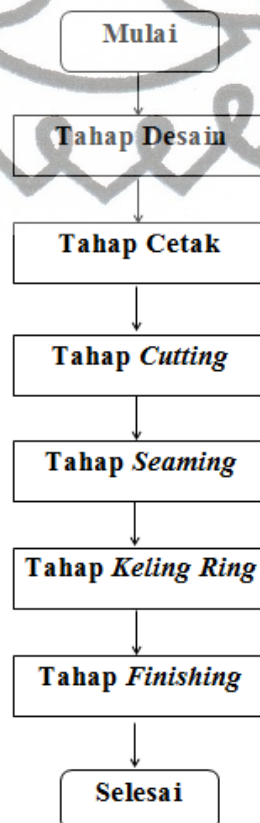 Mulai
Tahap Desain
Tahap Cetak
Tahap Cutting
Tahap Seaming
Tahap Keling Ring
Tahap Finishing
Selesai